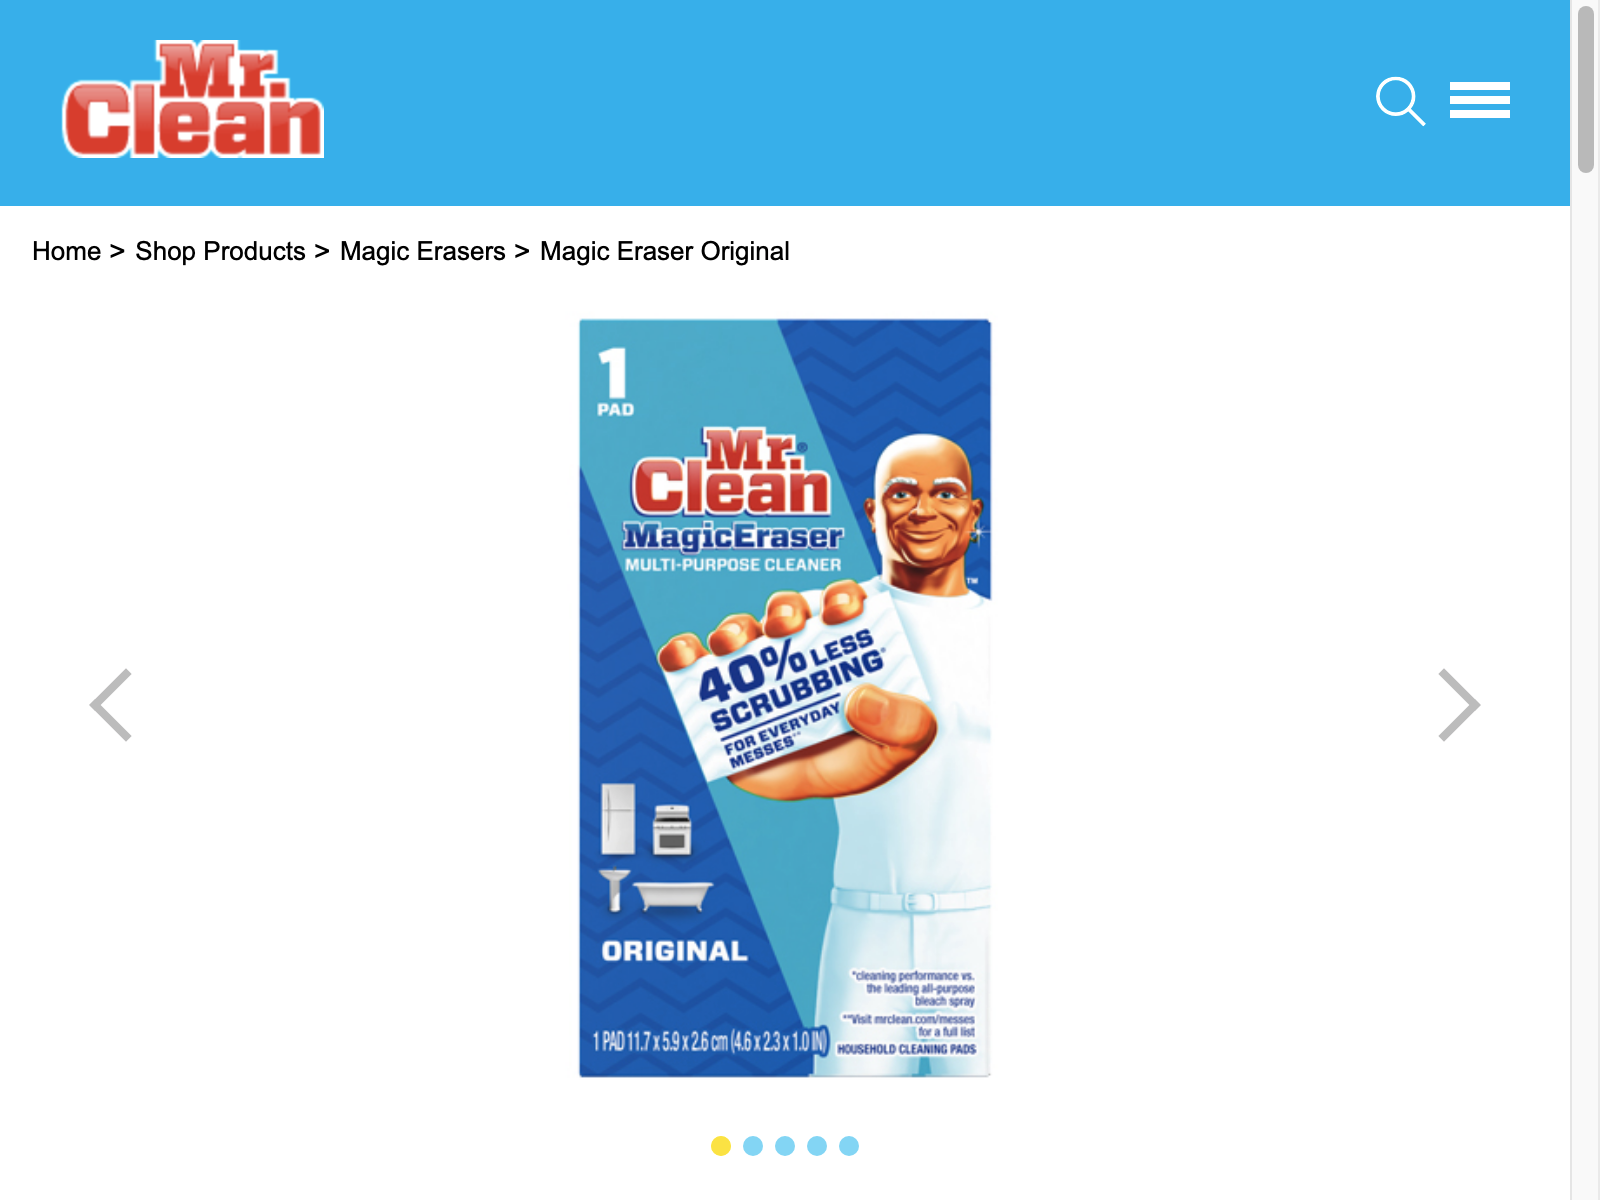 Mr.
Clean
Home > Shop Products > Magic Erasers > Magic Eraser Original
1
PAD
Mr.®
Clean
MagicEraser
MULTI-PURPOSE CLEANER
TM
40% LESS
SCRUBBING*
FOR EVERYDAY
MESSES**
ORIGINAL
*cleaning performance vs.
the leading all-purpose
bleach spray
**Visit mrclean.com/messes
for a full list
1 PAD 11.7 x 5.9 x 2.6 cm (4.6 x 2.3 x 1.0 IN)
HOUSEHOLD CLEANING PADS